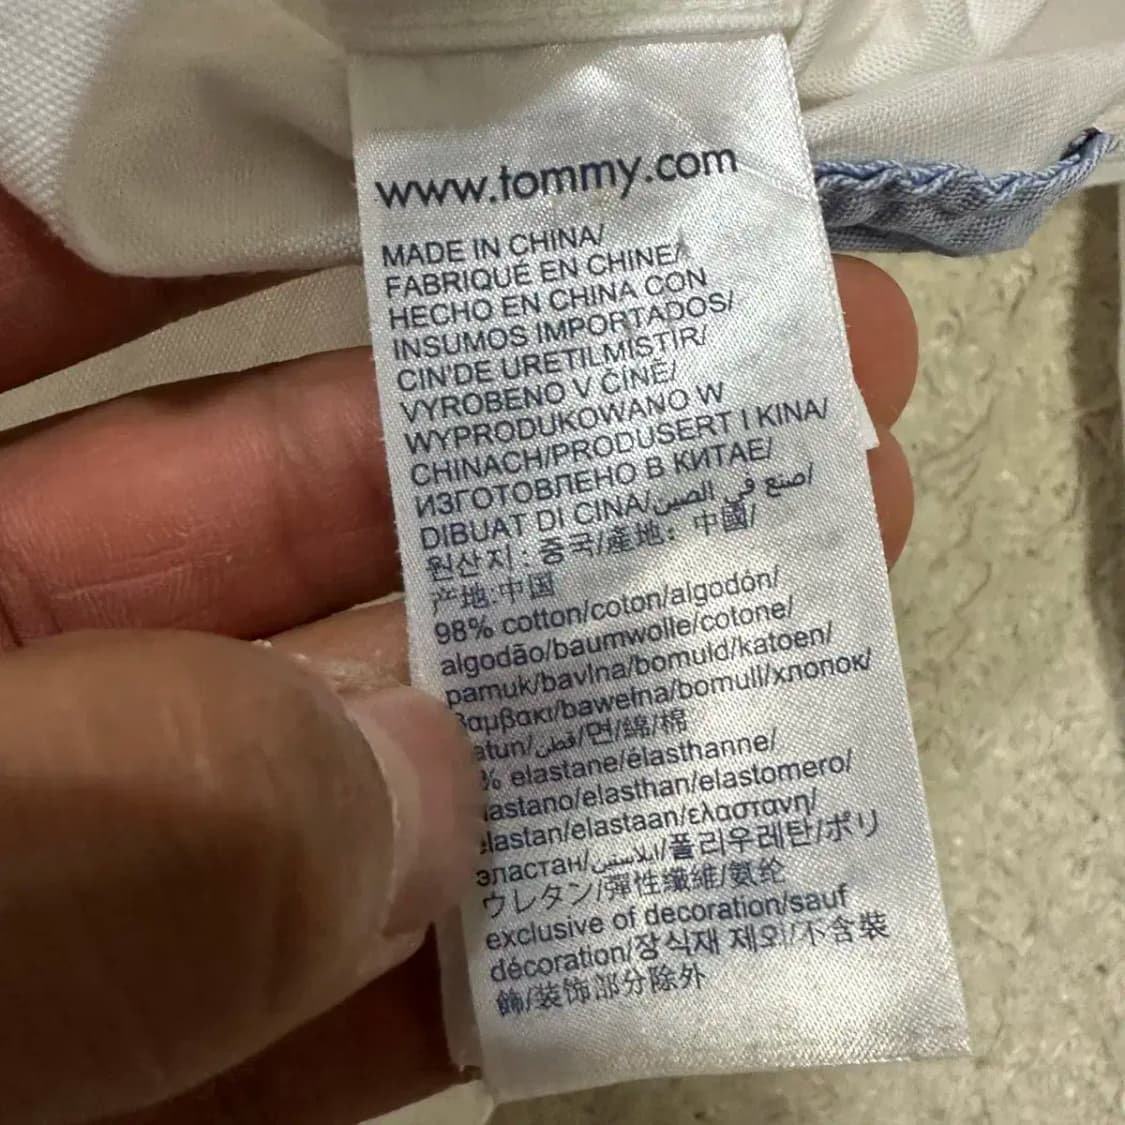 www.tommy.com
MADE IN CHINA/
FABRIQUÉ EN CHINE/
HECHO EN CHINA CON
INSUMOS IMPORTADOS/
CIN'DE URETILMISTIR/
VYROBENO V ČINĚ/
WYPRODUKOWANO W
CHINACH/PRODUSERT I KINA/
ИЗГОТОВЛЕНО В КИТАЕ/
DIBUAT DI CINA/صنع في الصين/
원산지: 중국/產地: 中國/
产地:中国
98% cotton/coton/algodón/
algodão/baumwolle/cotone/
pamuk/bavlna/bomuld/katoen/
βαμβακι/bawełna/bomull/хлопок/
atun/قطن/면/綿/棉
% elastane/élasthanne/
lastano/elasthan/elastomero/
elastan/elastaan/ελαστανη/
эластан/ايلاستين/폴리우레탄/ポリ
ウレタン/彈性纖維/氨纶
exclusive of decoration/sauf
décoration/장식재 제외/不含裝
飾/装饰部分除外